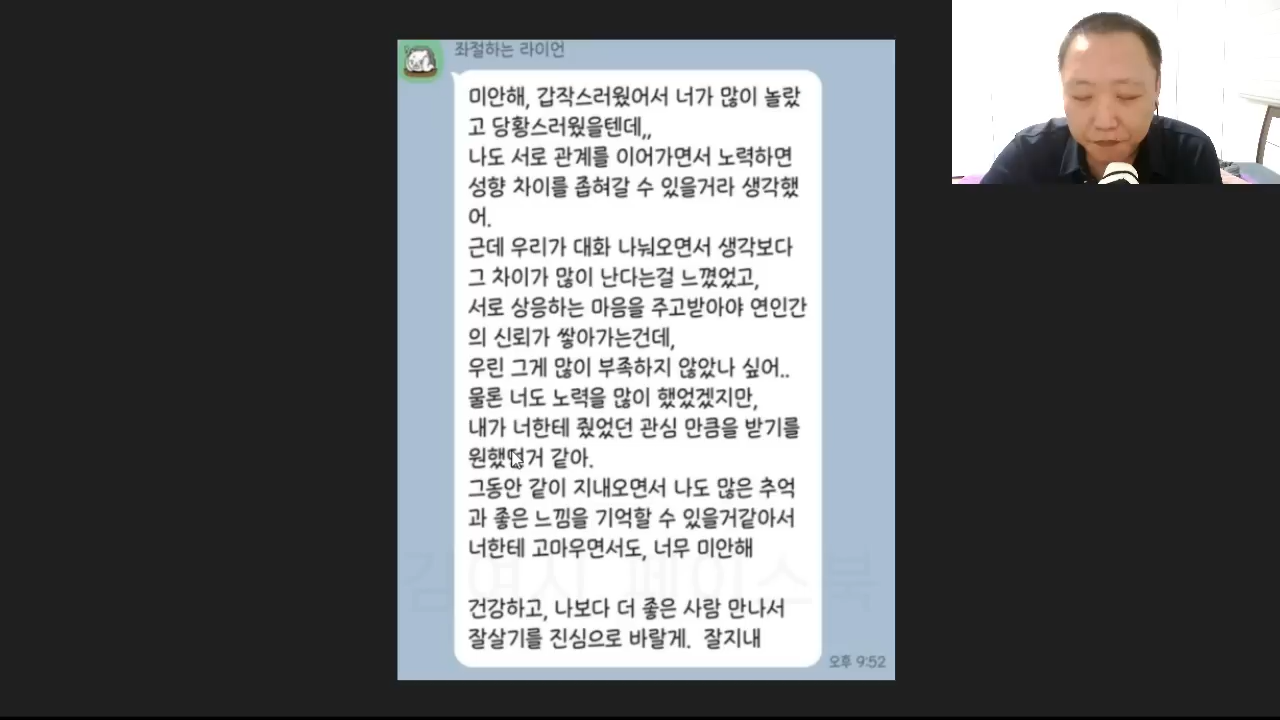 좌절하는 라이언
미안해, 갑작스러웠어서 너가 많이 놀랐
고 당황스러웠을텐데,,
나도 서로 관계를 이어가면서 노력하면
성향 차이를 좁혀갈 수 있을거라 생각했
어.
근데 우리가 대화 나눠오면서 생각보다
그 차이가 많이 난다는걸 느꼈었고,
서로 상응하는 마음을 주고받아야 연인간
의 신뢰가 쌓아가는건데,
우린 그게 많이 부족하지 않았나 싶어..
물론 너도 노력을 많이 했었겠지만,
내가 너한테 줬었던 관심 만큼을 받기를
원했던거 같아.
그동안 같이 지내오면서 나도 많은 추억
과 좋은 느낌을 기억할 수 있을거같아서
너한테 고마우면서도, 너무 미안해
김여시 페이스북
건강하고, 나보다 더 좋은 사람 만나서
잘살기를 진심으로 바랄게. 잘지내
오후 9:52